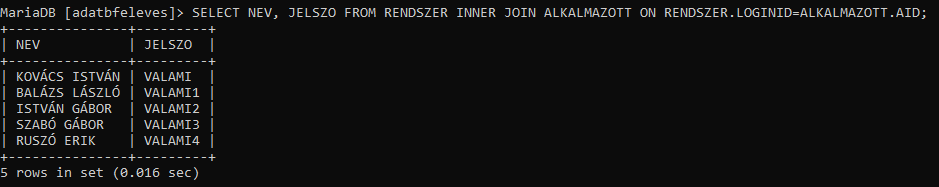 MariaDB [adatbfeleves]> SELECT NEV, JELSZO FROM RENDSZER INNER JOIN ALKALMAZOTT ON RENDSZER.LOGINID=ALKALMAZOTT.AID;
+---------------+---------+
| NEV           | JELSZO  |
+---------------+---------+
| KOVÁCS ISTVÁN | VALAMI  |
| BALÁZS LÁSZLÓ | VALAMI1 |
| ISTVÁN GÁBOR  | VALAMI2 |
| SZABÓ GÁBOR   | VALAMI3 |
| RUSZÓ ERIK    | VALAMI4 |
+---------------+---------+
5 rows in set (0.016 sec)